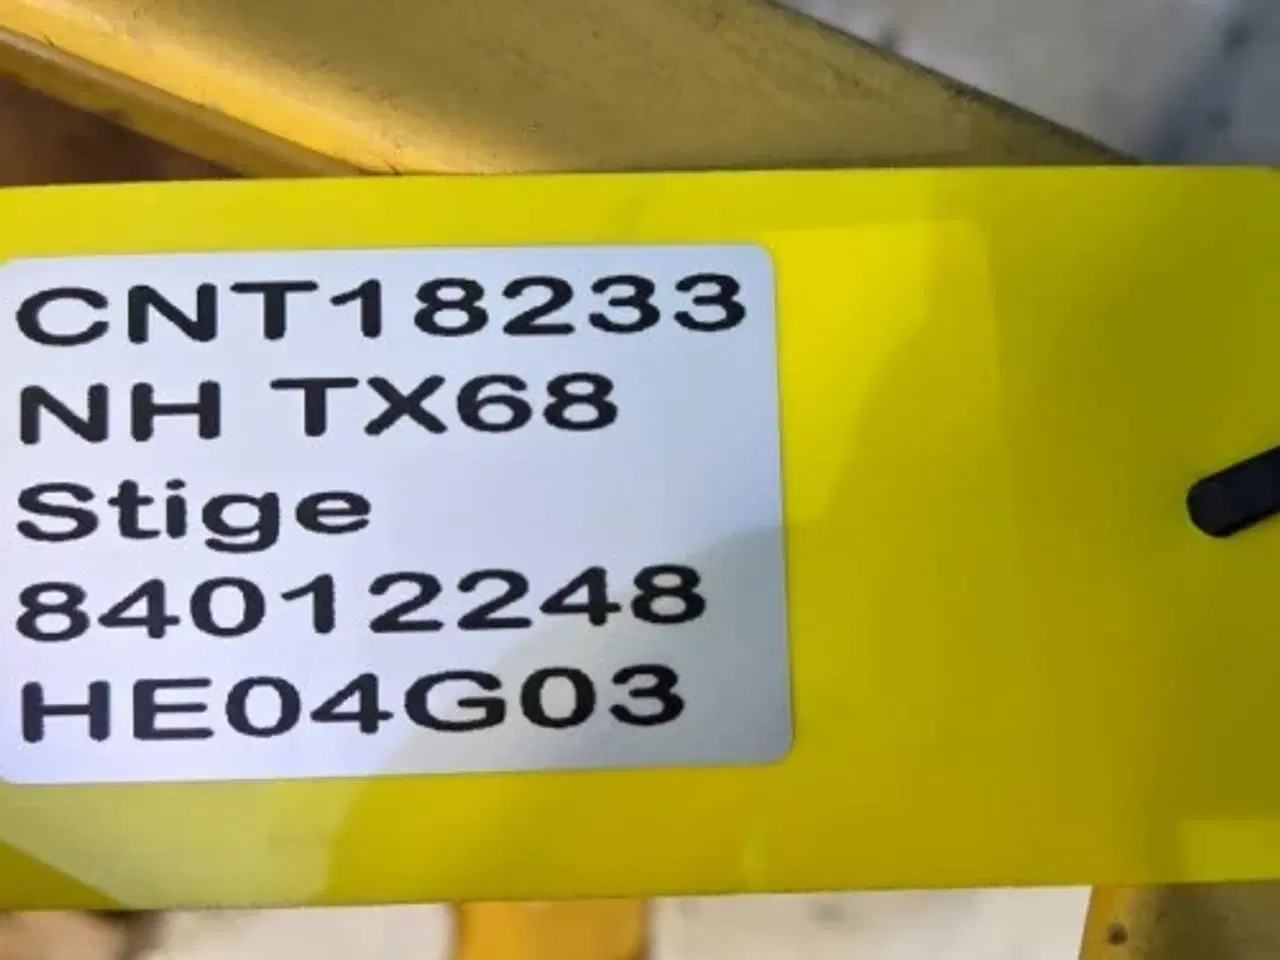 CNT18233
NH TX68
Stige
84012248
HE04G03